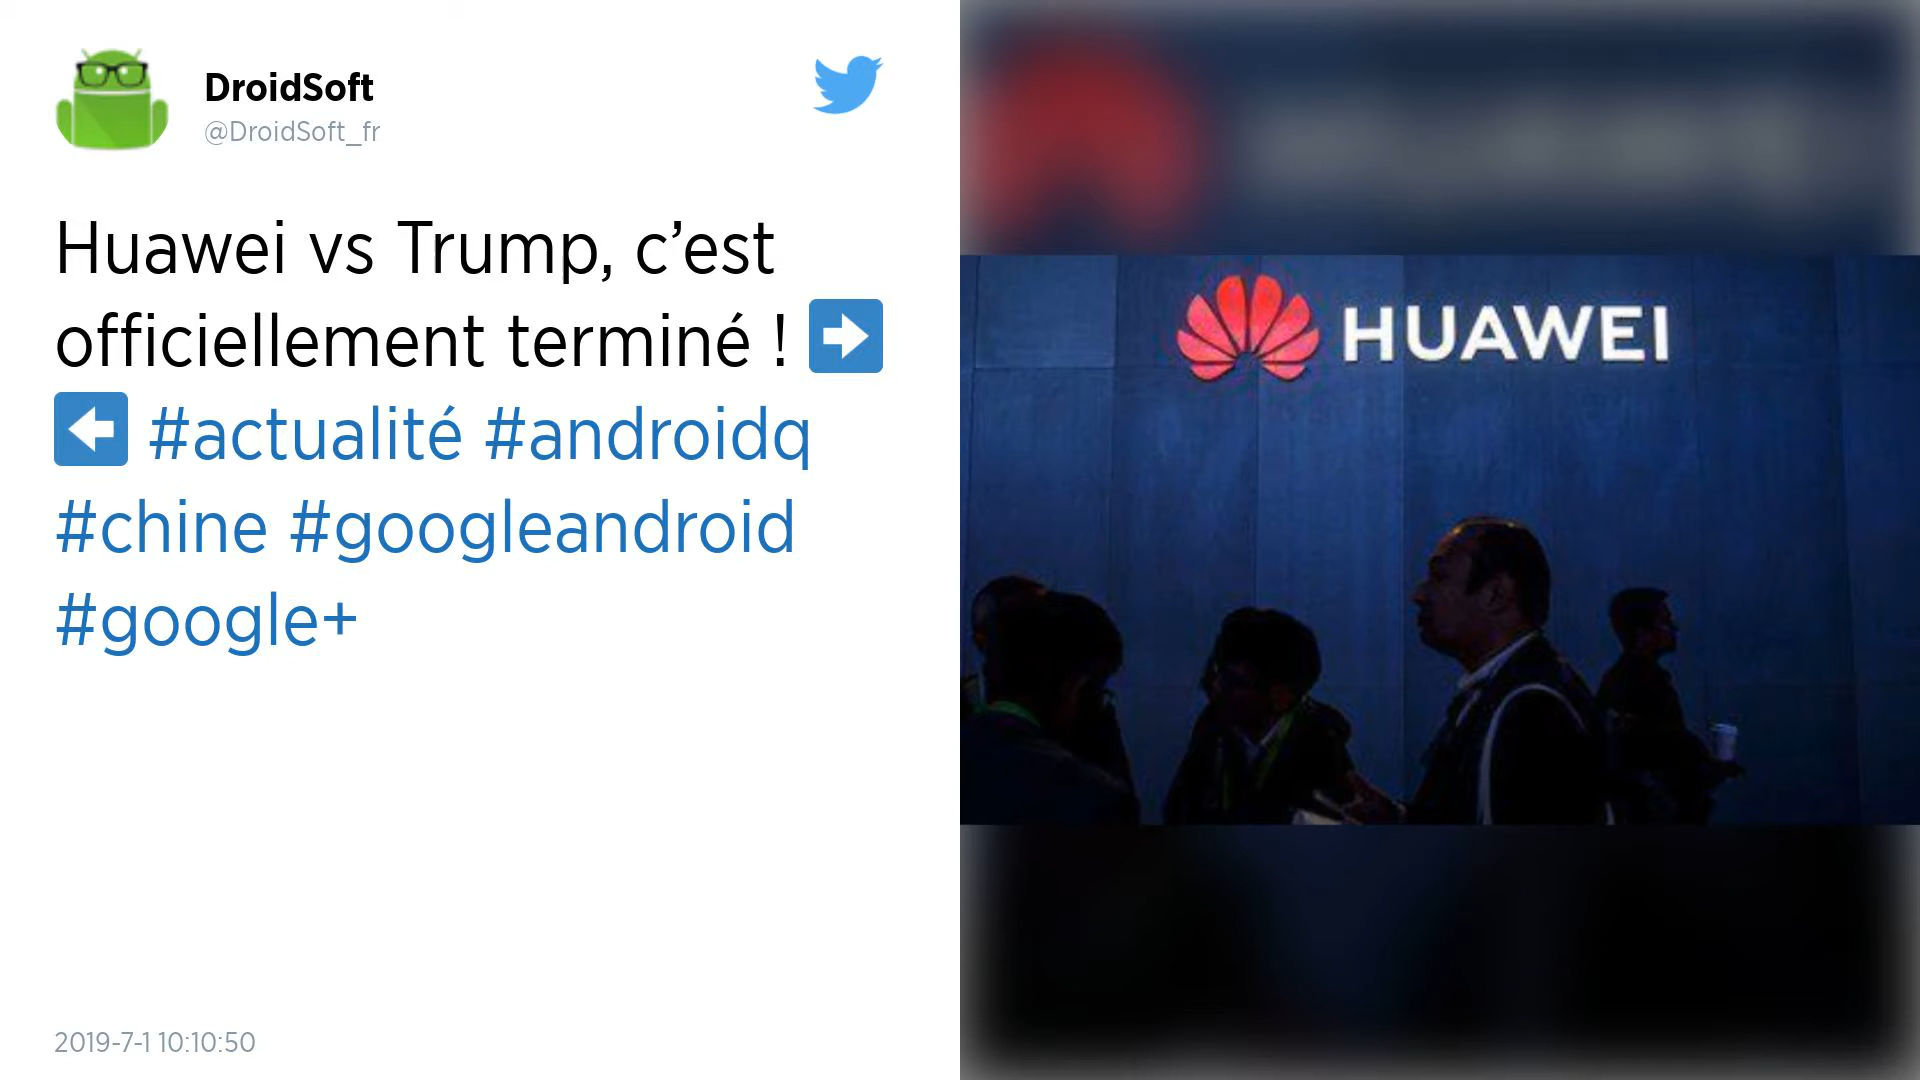 DroidSoft
@DroidSoft_fr
Huawei vs Trump, c’est
officiellement terminé ! ➡
⬅ #actualité #androidq
#chine #googleandroid
#google+
2019-7-1 10:10:50
HUAWEI